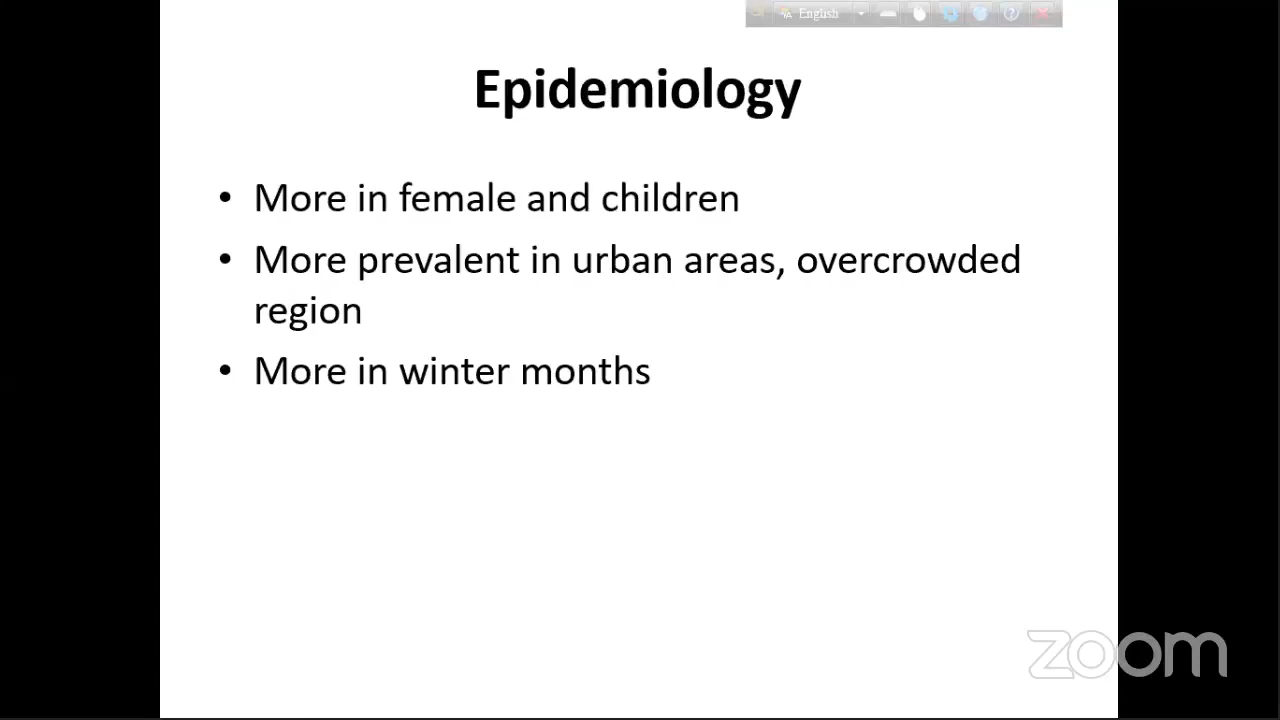 English
Epidemiology
• More in female and children
• More prevalent in urban areas, overcrowded
region
• More in winter months
zoom